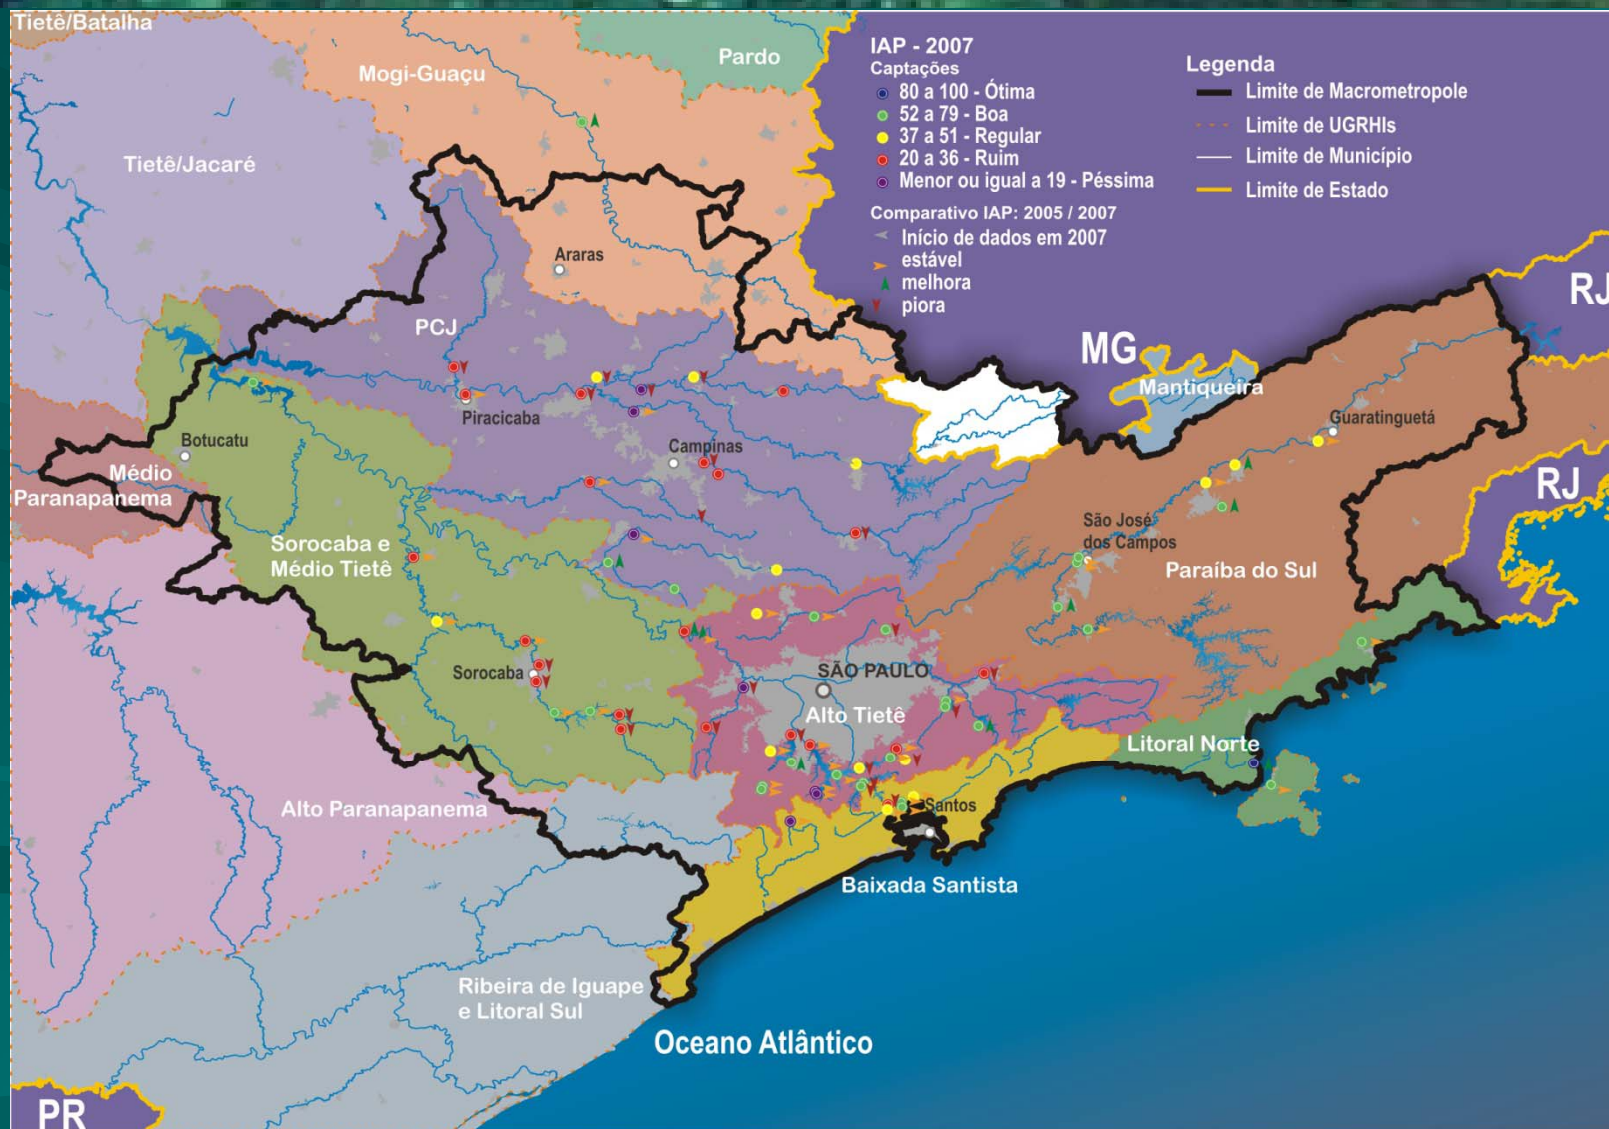 Tietê/Batalha
Mogi-Guaçu
Pardo
Tietê/Jacaré
IAP - 2007
Captações
80 a 100 - Ótima
52 a 79 - Boa
37 a 51 - Regular
20 a 36 - Ruim
Menor ou igual a 19 - Péssima
Comparativo IAP: 2005 / 2007
Início de dados em 2007
estável
melhora
piora
Legenda
Limite de Macrometropole
Limite de UGRHIs
Limite de Município
Limite de Estado
Araras
PCJ
RJ
MG
Mantiqueira
Piracicaba
Guaratinguetá
Botucatu
Campinas
Médio
Paranapanema
RJ
São José
dos Campos
Sorocaba e
Médio Tietê
Paraíba do Sul
Sorocaba
SÃO PAULO
Alto Tietê
Litoral Norte
Alto Paranapanema
Santos
Baixada Santista
Ribeira de Iguape
e Litoral Sul
Oceano Atlântico
PR